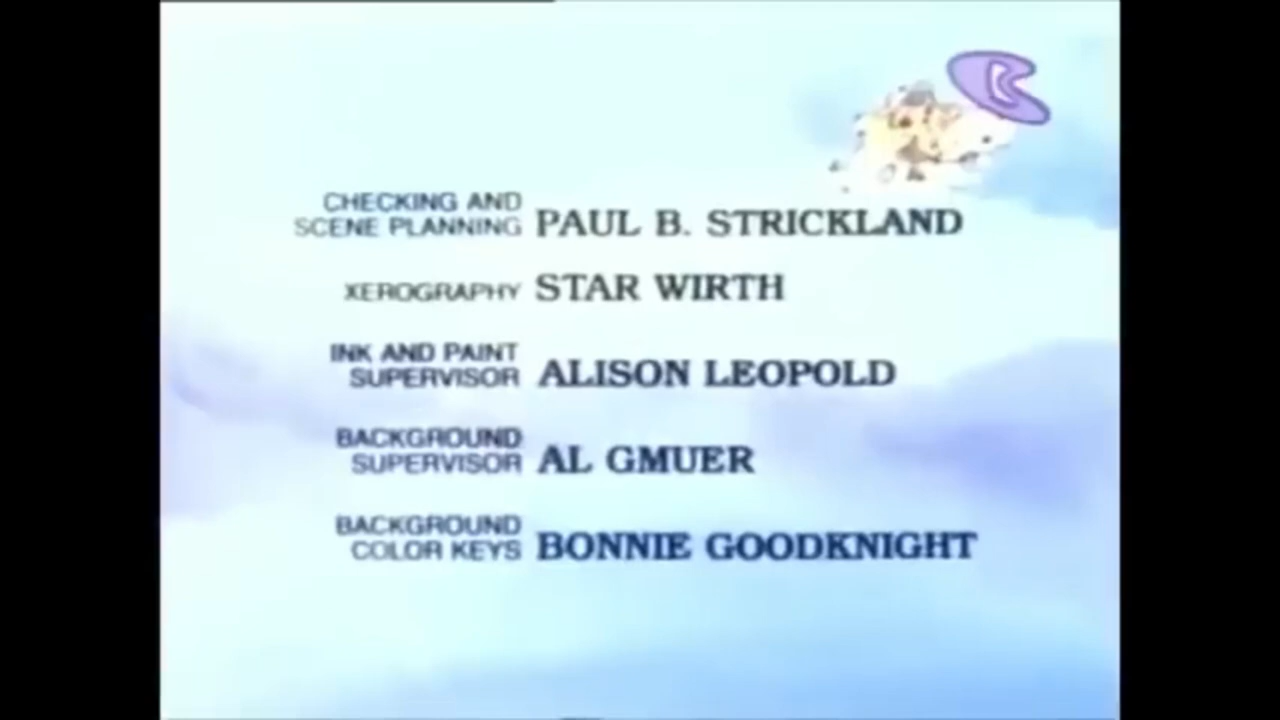 CHECKING AND
SCENE PLANNING PAUL B. STRICKLAND
XEROGRAPHY STAR WIRTH
INK AND PAINT
SUPERVISOR ALISON LEOPOLD
BACKGROUND
SUPERVISOR AL GMUER
BACKGROUND
COLOR KEYS BONNIE GOODKNIGHT